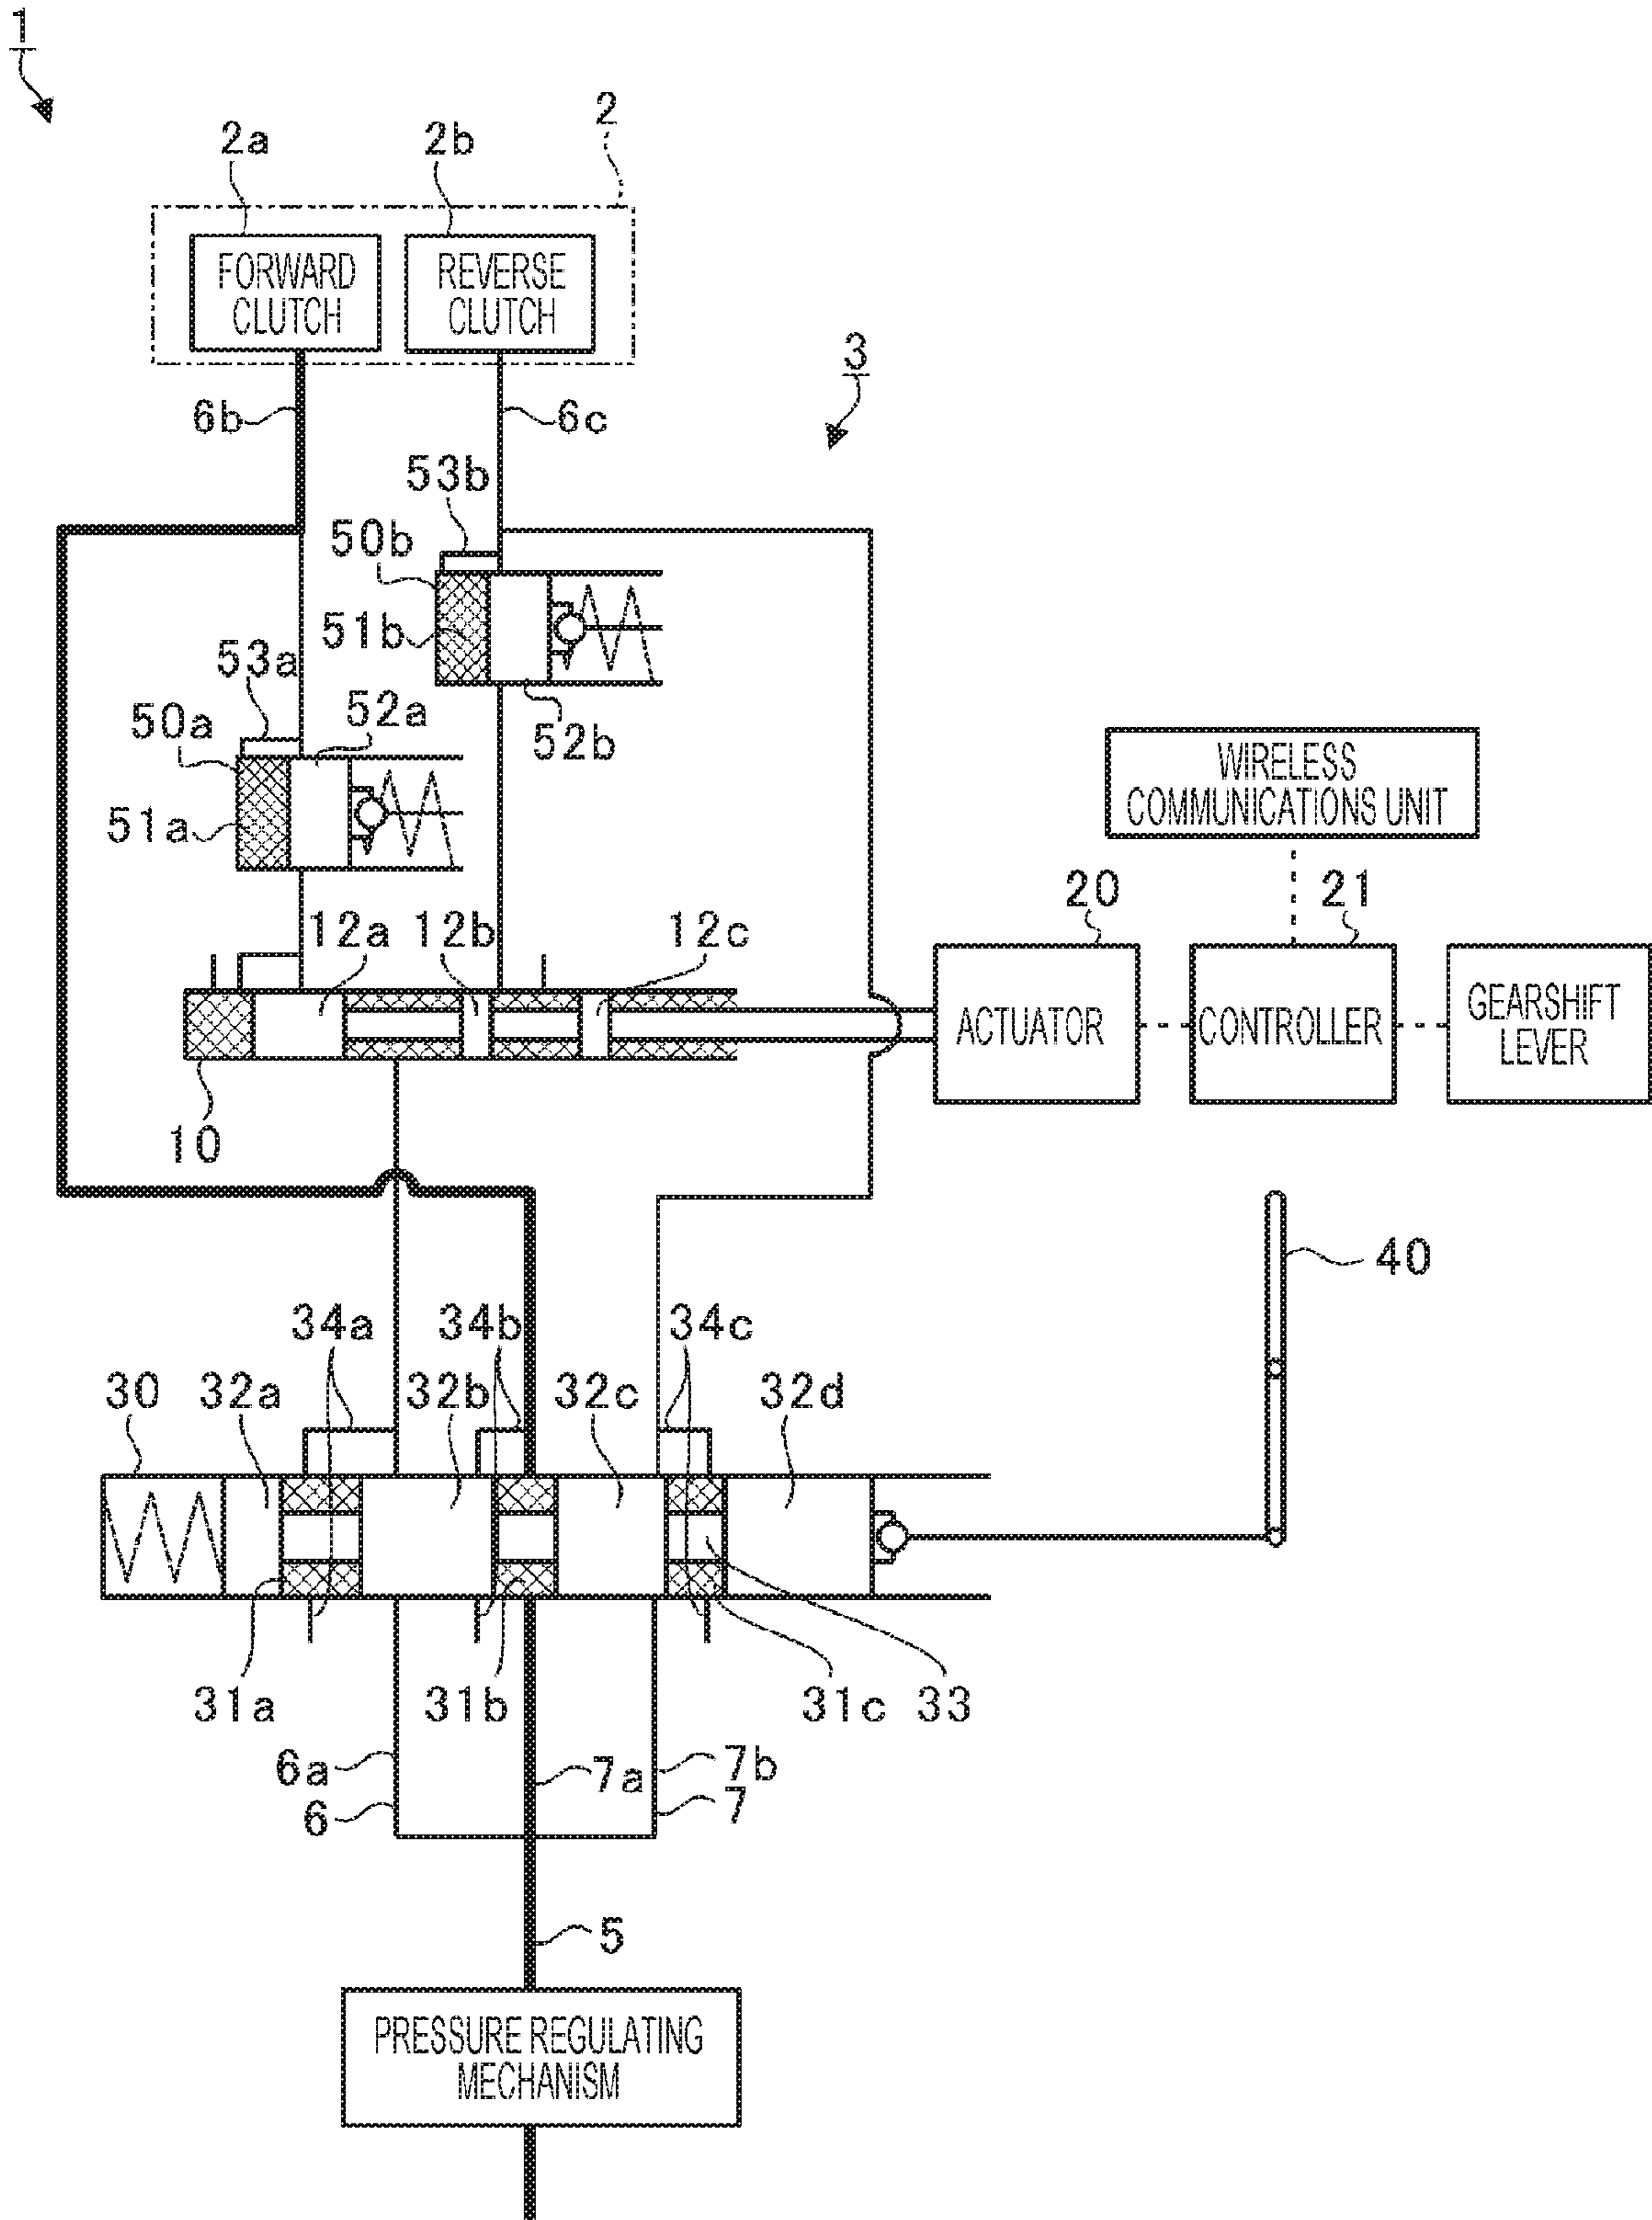 1
2
2a
2b
FORWARD
CLUTCH
REVERSE
CLUTCH
3
6b
6c
53b
50b
51b
53a
52a
50a
52b
51a
WIRELESS
COMMUNICATIONS UNIT
20
21
12a
12b
12c
ACTUATOR
CONTROLLER
GEARSHIFT
LEVER
10
40
34a
34b
34c
30
32a
32b
32c
32d
31a
31b
31c
33
6a
7a
7b
6
7
5
PRESSURE REGULATING
MECHANISM